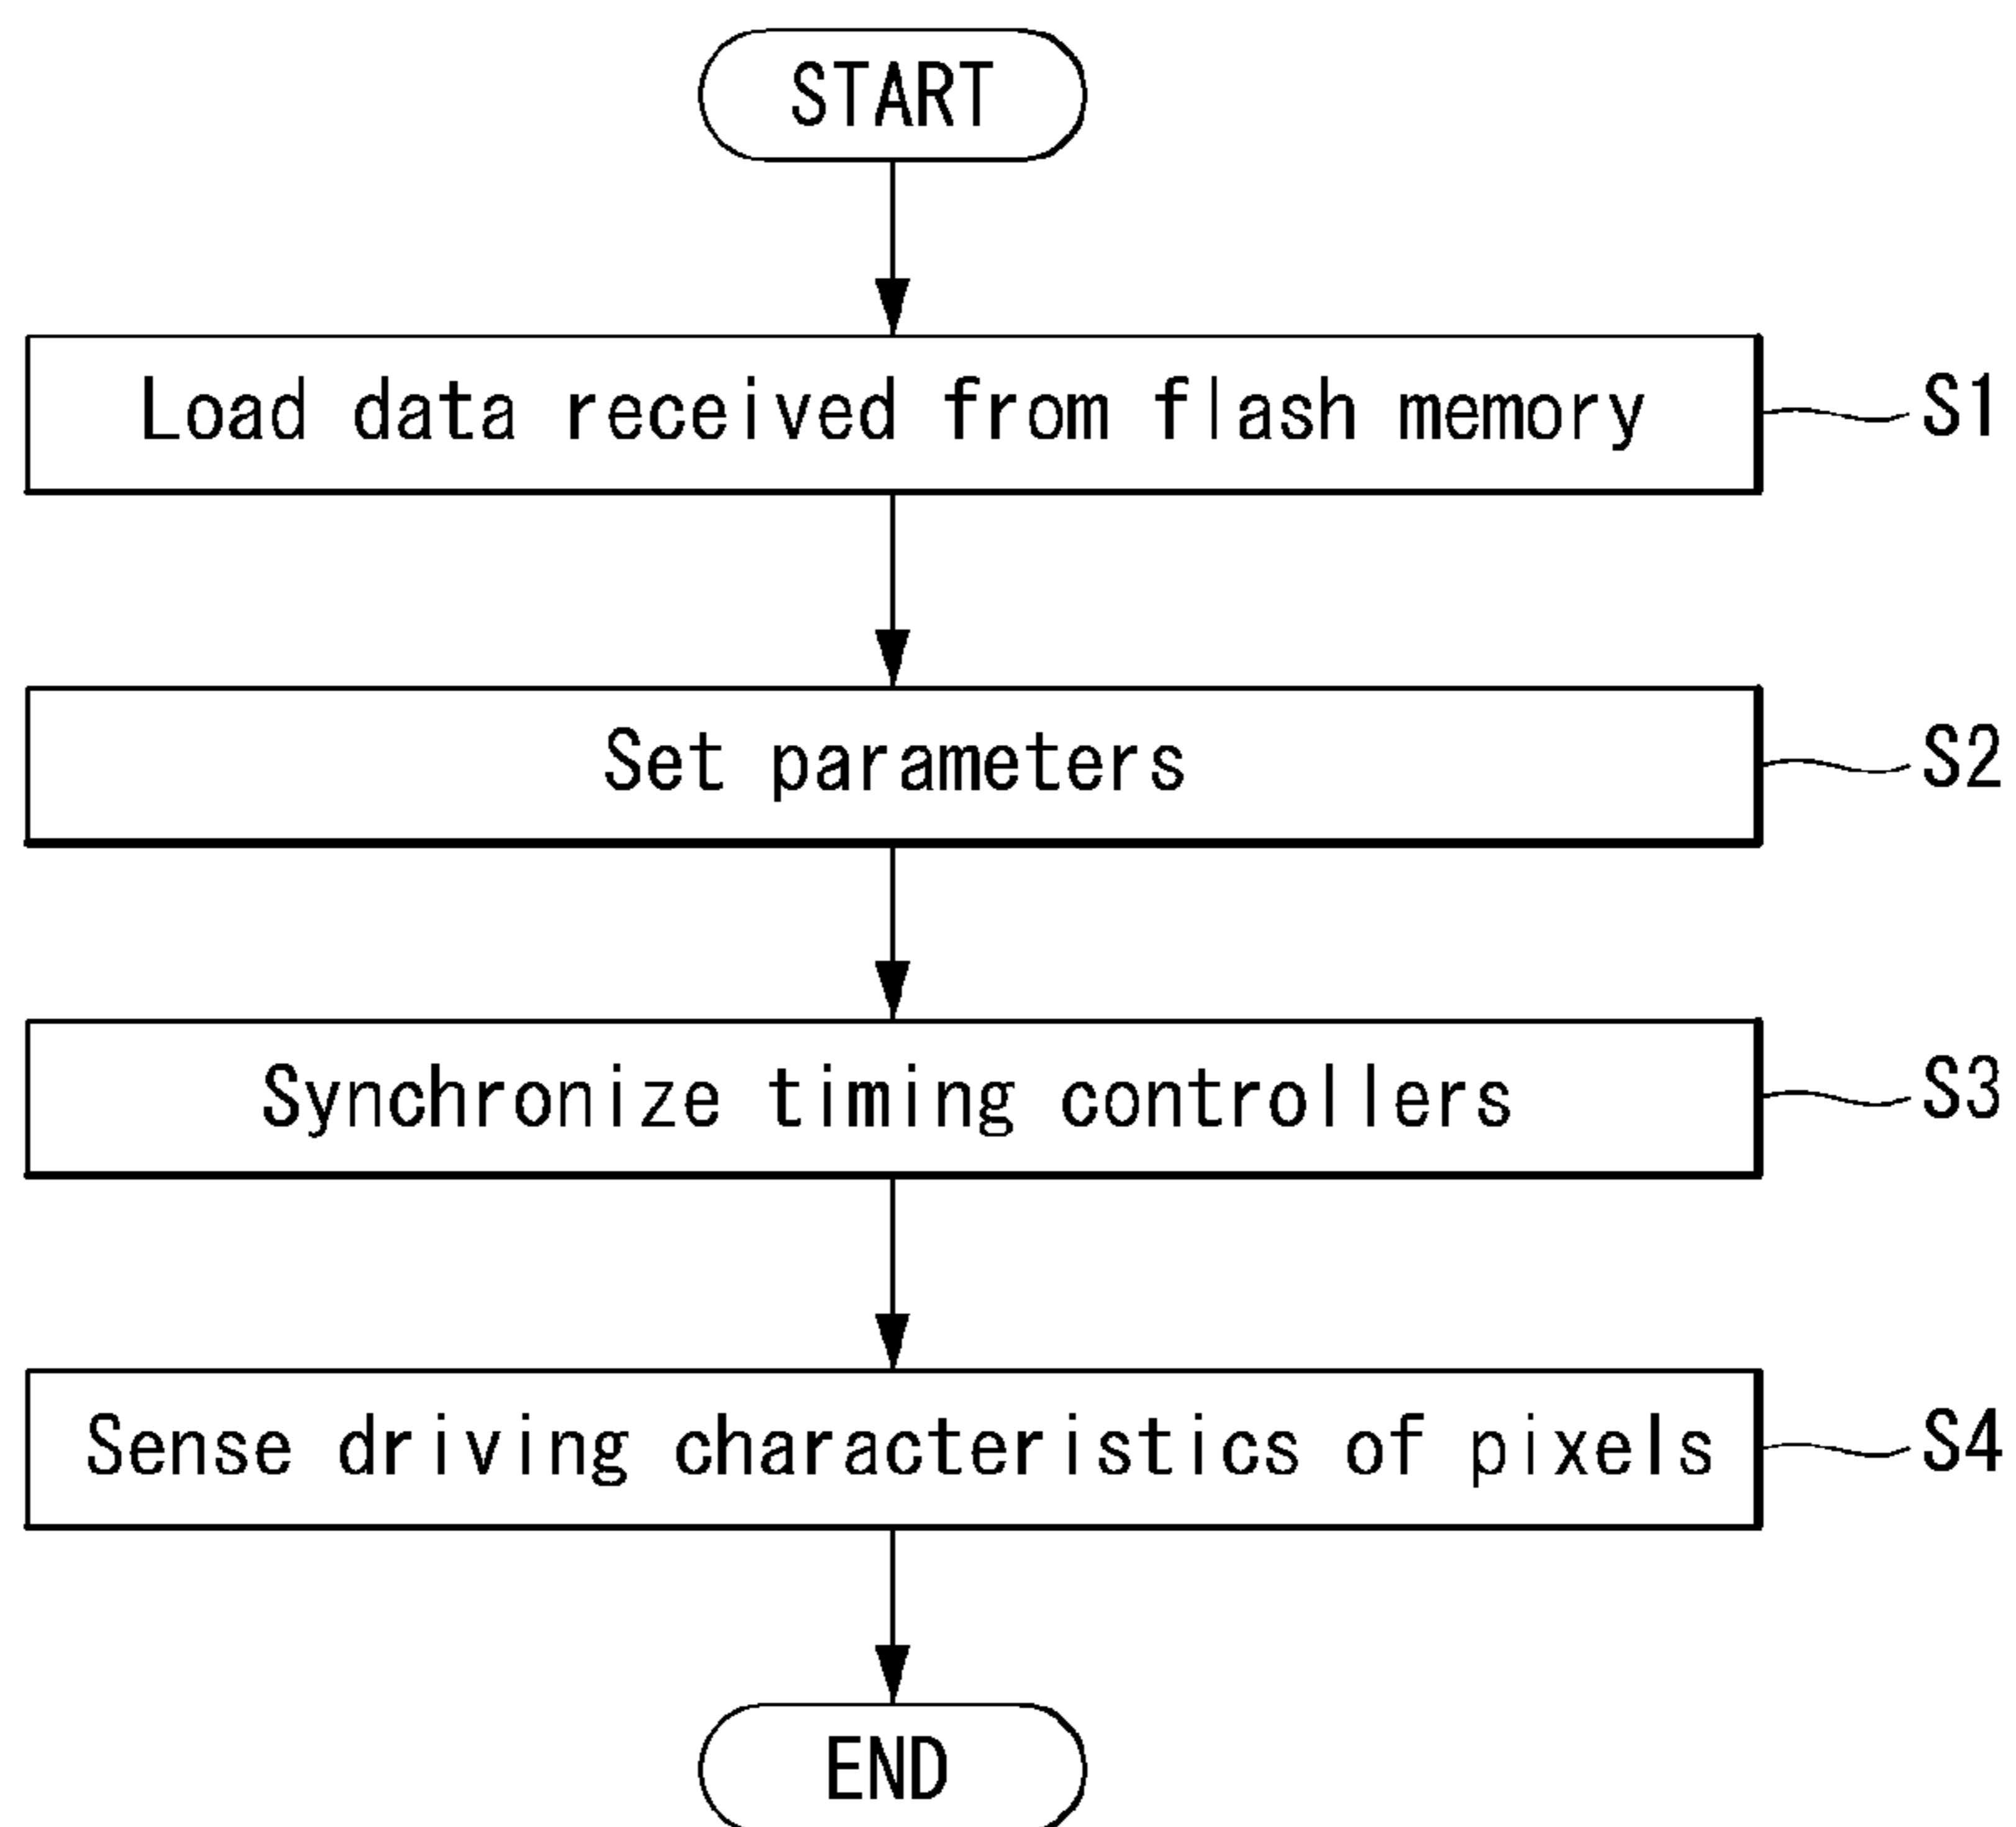 START
Load data received from flash memory
S1
Set parameters
S2
Synchronize timing controllers
S3
Sense driving characteristics of pixels
S4
END